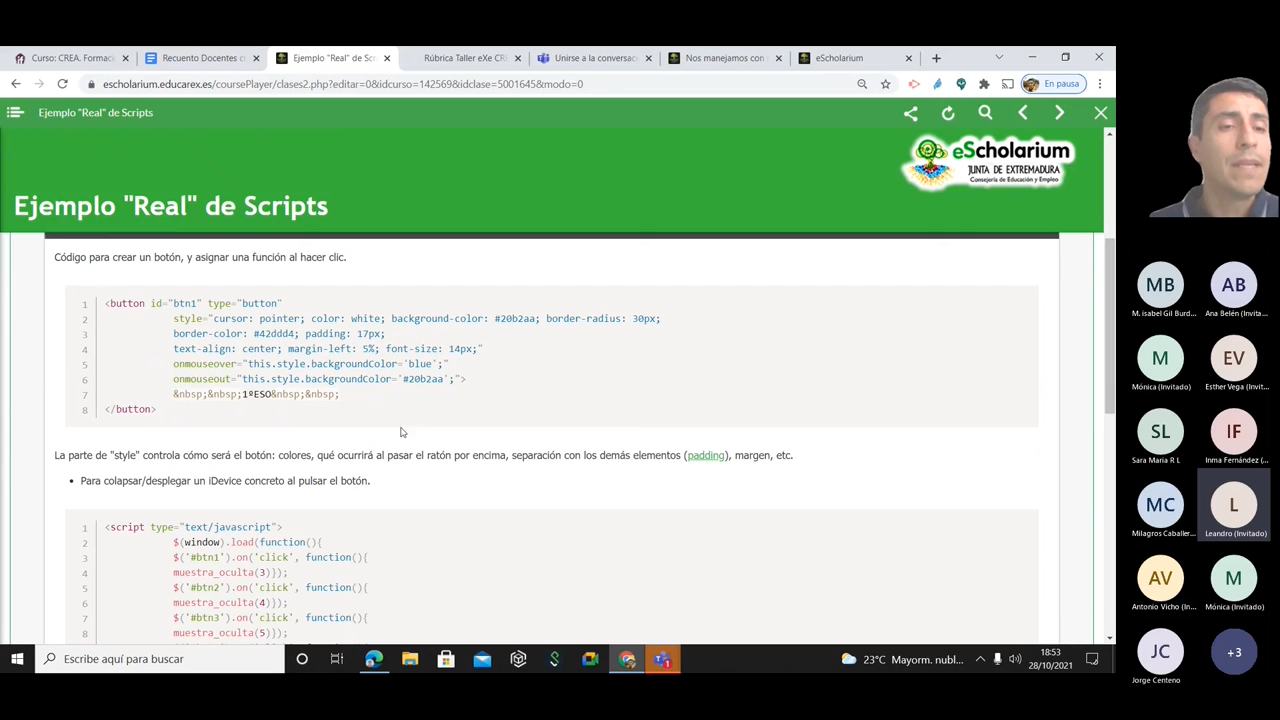 Curso: CREA. Formaci
Recuento Docentes c
Ejemplo "Real" de Scr
Rúbrica Taller eXe CR
Unirse a la conversac
Nos manejamos con
eScholarium
escholarium.educarex.es/coursePlayer/clases2.php?editar=0&idcurso=142569&idclase=5001645&modo=0
En pausa
Ejemplo "Real" de Scripts
eScholarium
JUNTA DE EXTREMADURA
Consejería de Educación y Empleo
Ejemplo "Real" de Scripts
Código para crear un botón, y asignar una función al hacer clic.
1 <button id="btn1" type="button"
2 style="cursor: pointer; color: white; background-color: #20b2aa; border-radius: 30px;
3 border-color: #42ddd4; padding: 17px;
4 text-align: center; margin-left: 5%; font-size: 14px;"
5 onmouseover="this.style.backgroundColor='blue';"
6 onmouseout="this.style.backgroundColor='#20b2aa';">
7 &nbsp;&nbsp;1ºESO&nbsp;&nbsp;
8 </button>
La parte de "style" controla cómo será el botón: colores, qué ocurrirá al pasar el ratón por encima, separación con los demás elementos (padding), margen, etc.
• Para colapsar/desplegar un iDevice concreto al pulsar el botón.
1 <script type="text/javascript">
2 $(window).load(function(){
3 $('#btn1').on('click', function(){
4 muestra_oculta(3)});
5 $('#btn2').on('click', function(){
6 muestra_oculta(4)});
7 $('#btn3').on('click', function(){
8 muestra_oculta(5)});
Escribe aquí para buscar
23°C Mayorm. nubl...
18:53
28/10/2021
MB
M. isabel Gil Burd...
AB
Ana Belén (Invita...
M
Mónica (Invitado)
EV
Esther Vega (Invit...
SL
Sara Maria R L
IF
Inma Fernández (...
MC
Milagros Caballer...
L
Leandro (Invitado)
AV
Antonio Vicho (In...
M
Mónica (Invitado)
JC
Jorge Centeno
+3